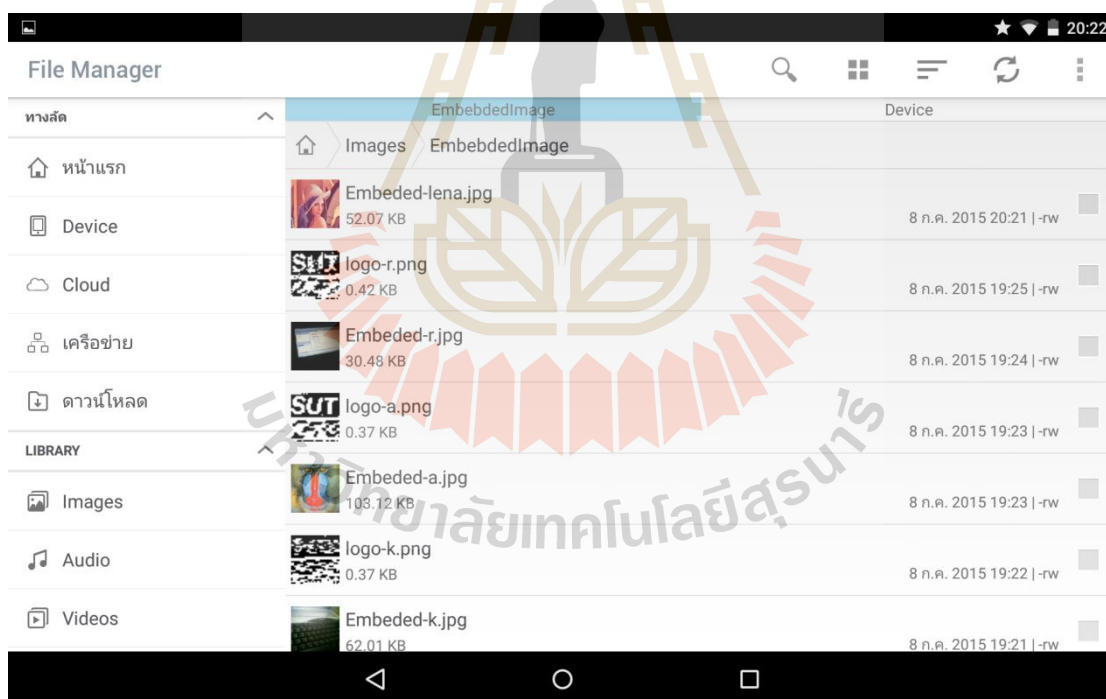 20:22
File Manager
ทางลัด
EmbebdedImage
Device
Images
EmbebdedImage
หน้าแรก
Embeded-lena.jpg
52.07 KB
8 ก.ค. 2015 20:21 | -rw
Device
SUT
logo-r.png
0.42 KB
8 ก.ค. 2015 19:25 | -rw
Cloud
Embeded-r.jpg
30.48 KB
8 ก.ค. 2015 19:24 | -rw
เครือข่าย
SUT
logo-a.png
0.37 KB
8 ก.ค. 2015 19:23 | -rw
ดาวน์โหลด
LIBRARY
Embeded-a.jpg
103.12 KB
8 ก.ค. 2015 19:23 | -rw
Images
logo-k.png
0.37 KB
8 ก.ค. 2015 19:22 | -rw
Audio
Embeded-k.jpg
62.01 KB
8 ก.ค. 2015 19:21 | -rw
Videos
มหาวิทยาลัยเทคโนโลยีสุรนารี